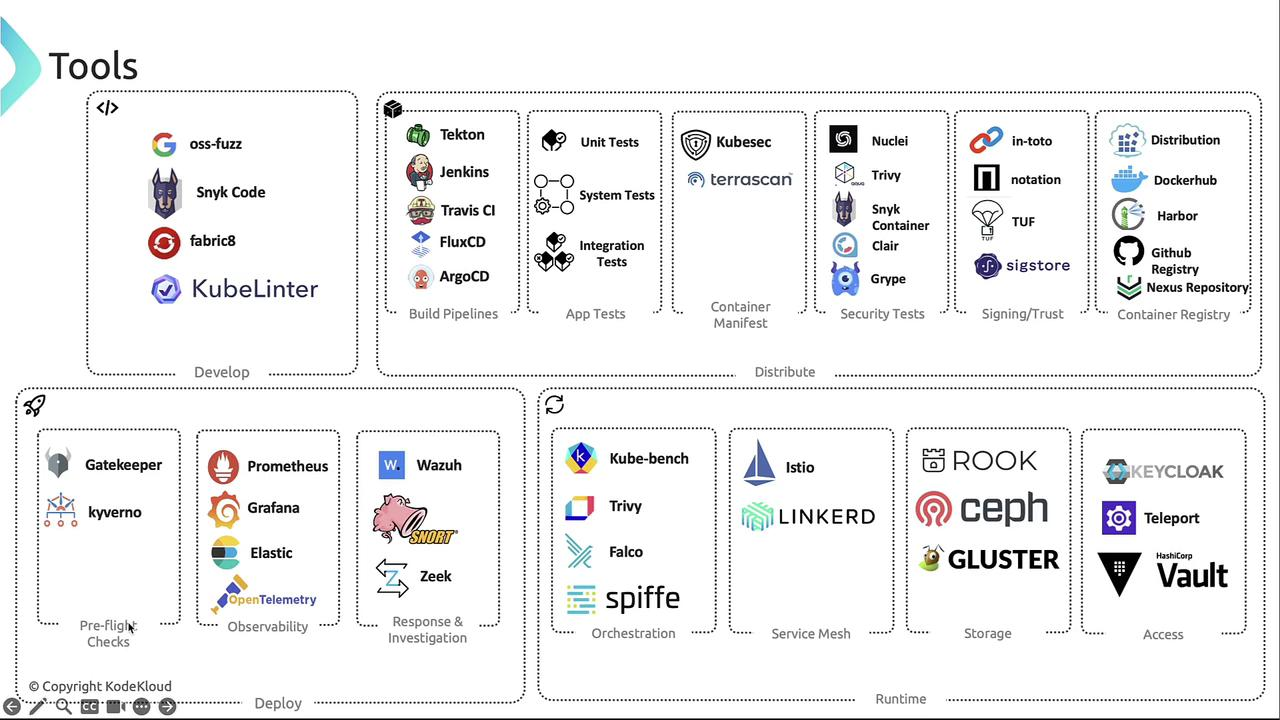 Tools
</>
oss-fuzz
Snyk Code
fabric8
KubeLinter
Develop
Tekton
Jenkins
Travis CI
FluxCD
ArgoCD
Build Pipelines
Unit Tests
System Tests
Integration
Tests
App Tests
Kubesec
terrascan
Container
Manifest
Nuclei
Trivy
aqua
Snyk
Container
Clair
Grype
Security Tests
in-toto
notation
TUF
TUF
sigstore
Signing/Trust
Distribution
Dockerhub
Harbor
Github
Registry
Nexus Repository
Container Registry
Distribute
Gatekeeper
kyverno
Pre-flight
Checks
Prometheus
Grafana
Elastic
OpenTelemetry
Observability
W.
Wazuh
SNORT
Z
Zeek
Response &
Investigation
Deploy
k
Kube-bench
Trivy
Falco
spiffe
Orchestration
Istio
LINKERD
Service Mesh
ROOK
ceph
GLUSTER
Storage
KEYCLOAK
Teleport
HashiCorp
Vault
Access
Runtime
© Copyright KodeKloud
CC